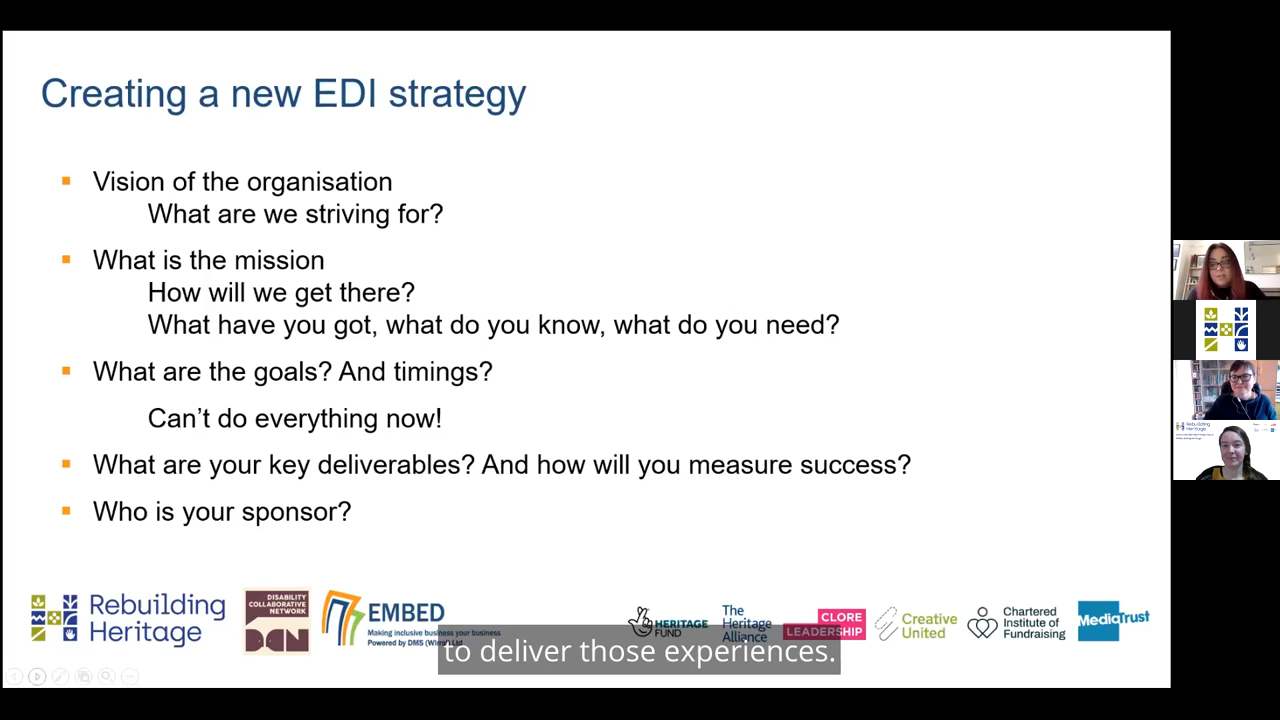 Creating a new EDI strategy
Vision of the organisation
What are we striving for?
What is the mission
How will we get there?
What have you got, what do you know, what do you need?
What are the goals? And timings?
Can't do everything now!
What are your key deliverables? And how will you measure success?
Who is your sponsor?
Rebuilding
Heritage
DISABILITY
COLLABORATIVE
NETWORK
DCN
EMBED
Making inclusive business your business
Powered by DMS (Wirral) Ltd
HERITAGE
FUND
The
Heritage
Alliance
CLORE
LEADERSHIP
Creative
United
Chartered
Institute of
Fundraising
MediaTrust
to deliver those experiences.
Rebuilding
Heritage